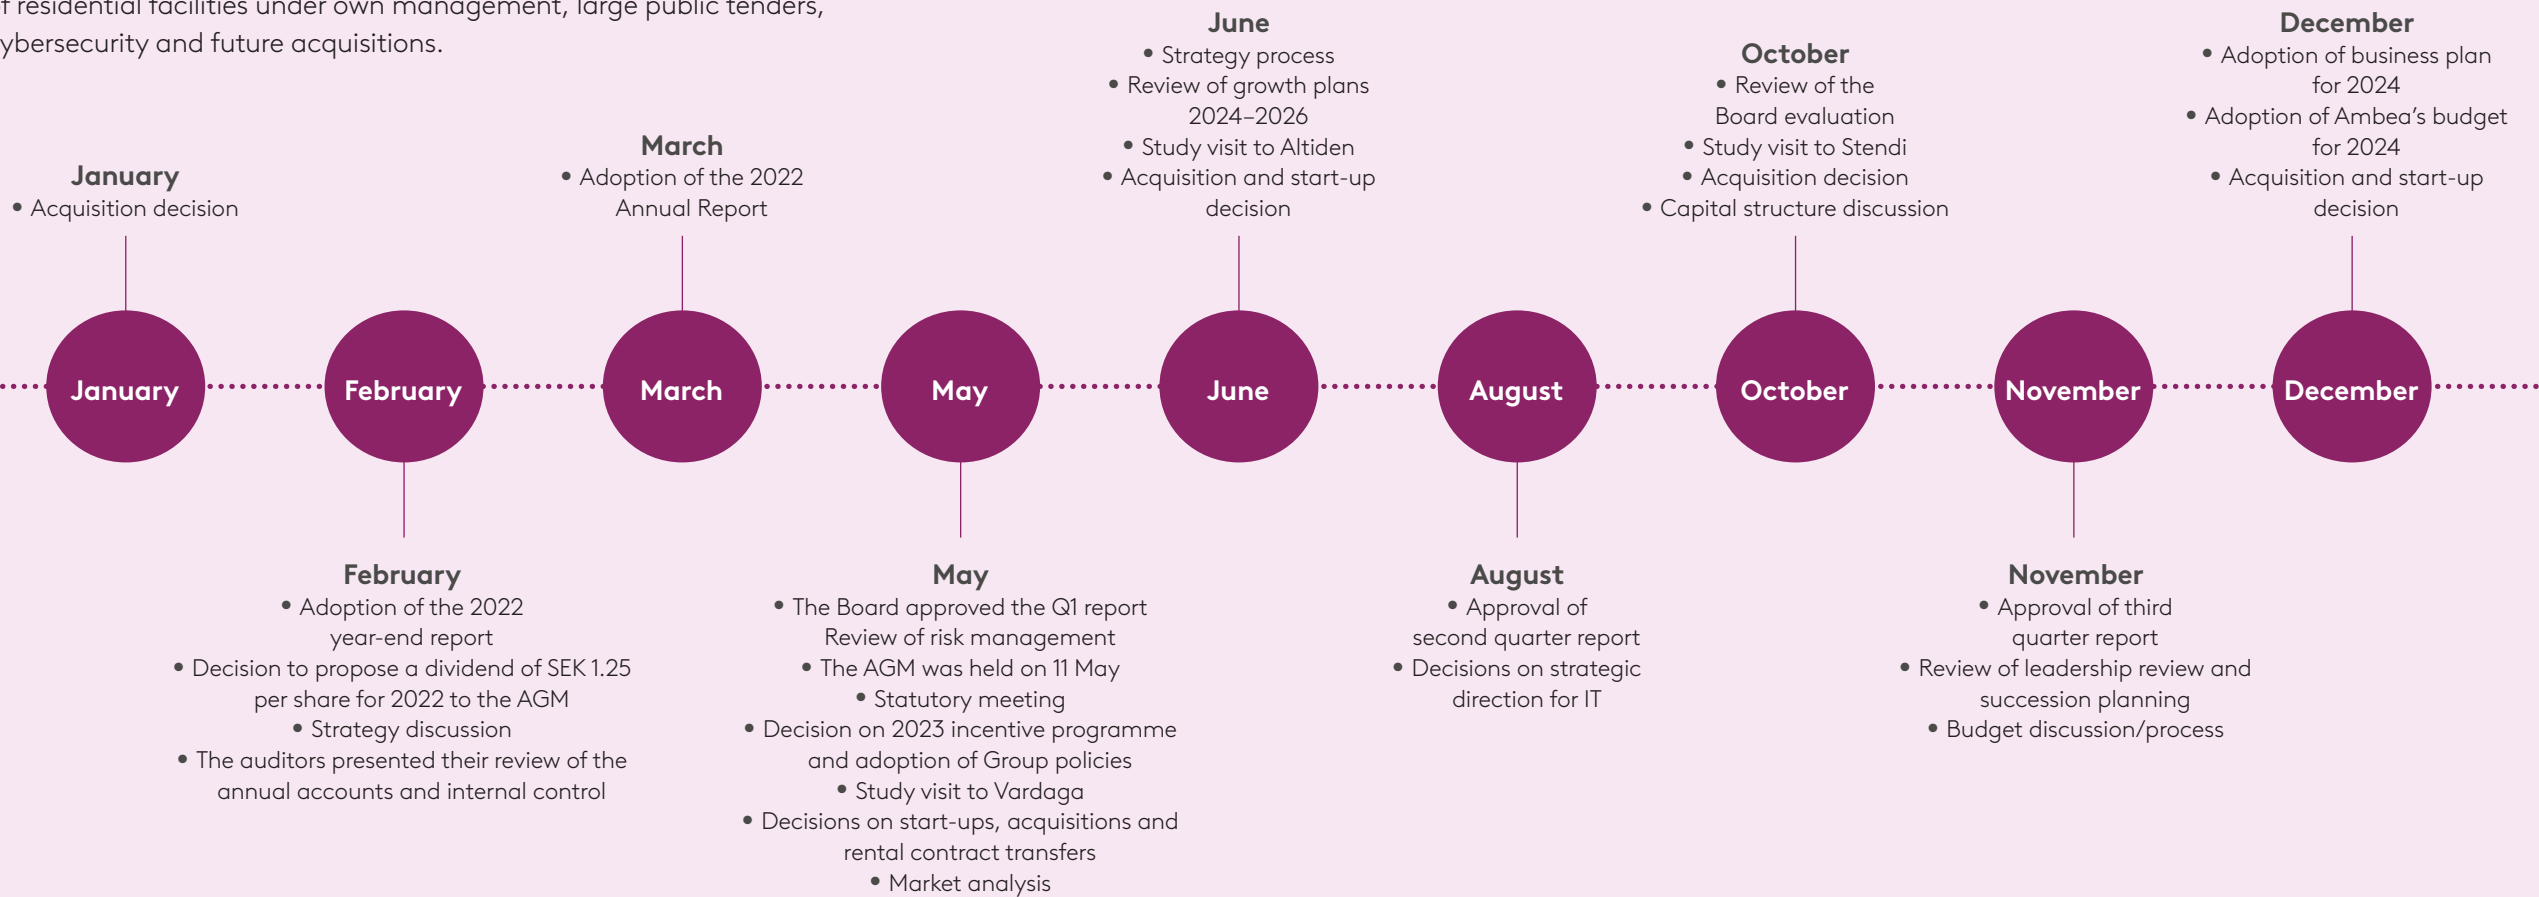 of residential facilities under own management, large public tenders,
ybersecurity and future acquisitions.
January
• Acquisition decision
March
• Adoption of the 2022
Annual Report
June
• Strategy process
• Review of growth plans
2024–2026
• Study visit to Altiden
• Acquisition and start-up
decision
October
• Review of the
Board evaluation
• Study visit to Stendi
• Acquisition decision
• Capital structure discussion
December
• Adoption of business plan
for 2024
• Adoption of Ambea’s budget
for 2024
• Acquisition and start-up
decision
January
February
March
May
June
August
October
November
December
February
• Adoption of the 2022
year-end report
• Decision to propose a dividend of SEK 1.25
per share for 2022 to the AGM
• Strategy discussion
• The auditors presented their review of the
annual accounts and internal control
May
• The Board approved the Q1 report
Review of risk management
• The AGM was held on 11 May
• Statutory meeting
• Decision on 2023 incentive programme
and adoption of Group policies
• Study visit to Vardaga
• Decisions on start-ups, acquisitions and
rental contract transfers
• Market analysis
August
• Approval of
second quarter report
• Decisions on strategic
direction for IT
November
• Approval of third
quarter report
• Review of leadership review and
succession planning
• Budget discussion/process